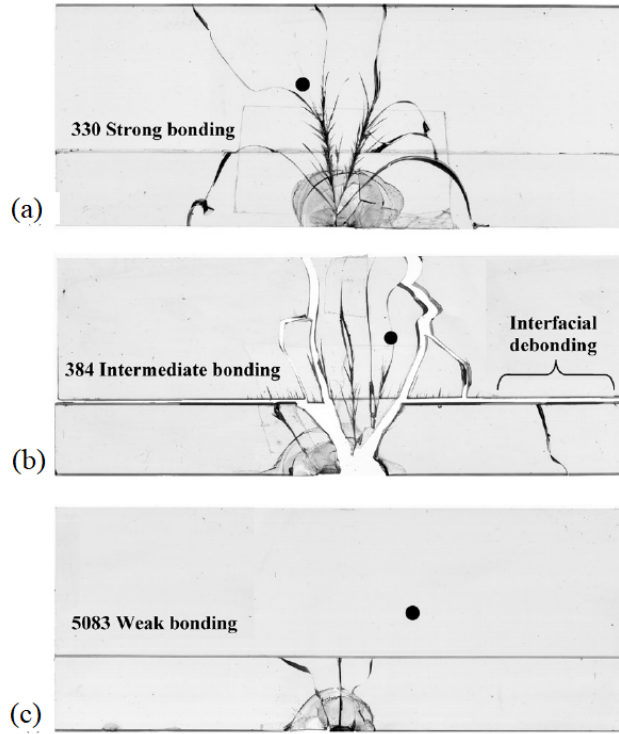 330 Strong bonding
(a)
384 Intermediate bonding
Interfacial
debonding
(b)
5083 Weak bonding
(c)